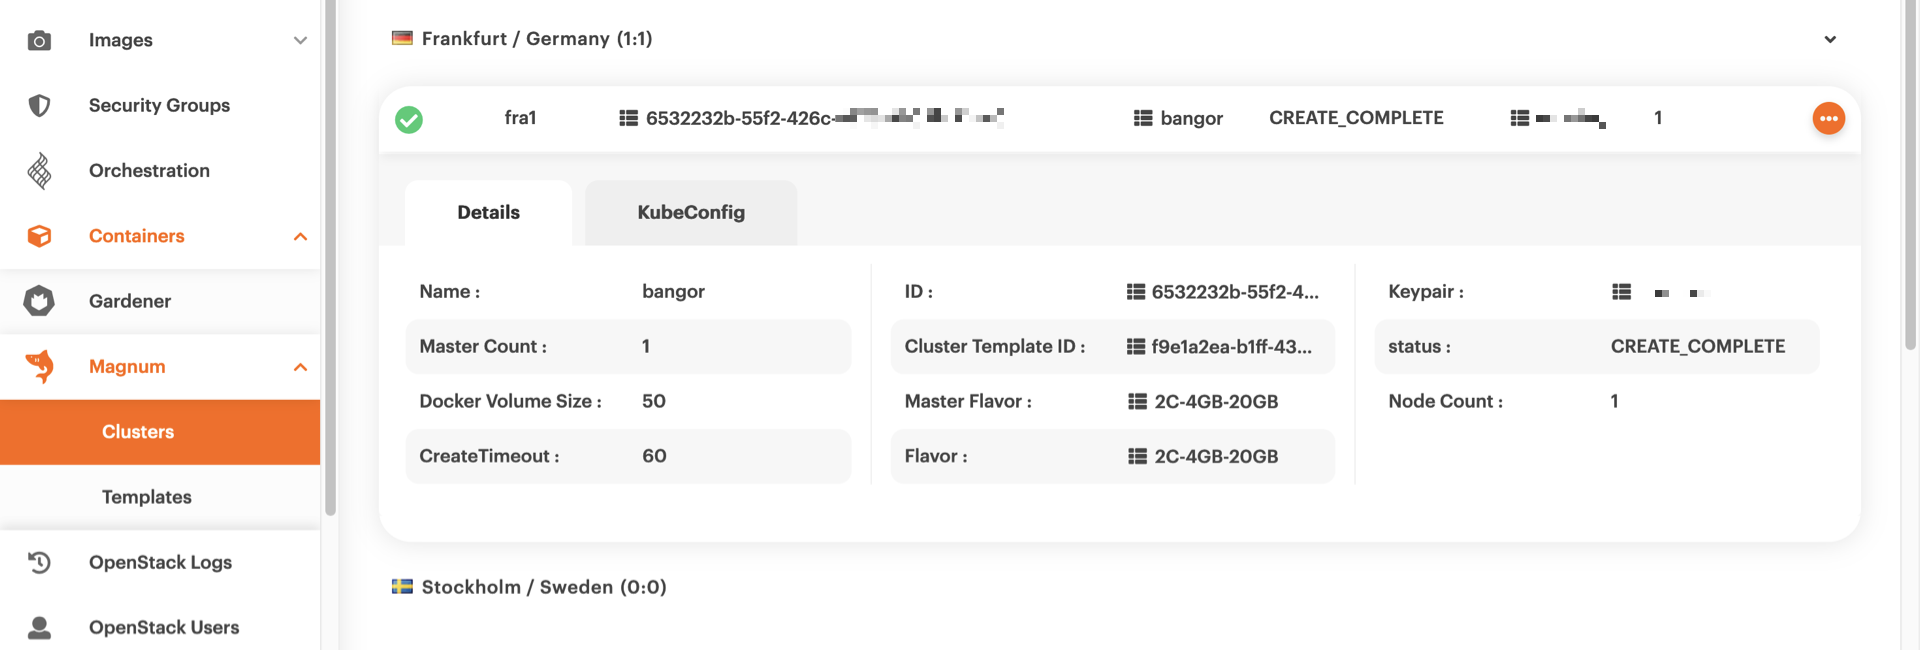 Images
Security Groups
Orchestration
Containers
Gardener
Magnum
Clusters
Templates
OpenStack Logs
OpenStack Users
Frankfurt / Germany (1:1)
fra1 6532232b-55f2-426c- bangor CREATE_COMPLETE 1
Details KubeConfig
Name : bangor
Master Count : 1
Docker Volume Size : 50
CreateTimeout : 60
ID : 6532232b-55f2-4...
Cluster Template ID : f9e1a2ea-b1ff-43...
Master Flavor : 2C-4GB-20GB
Flavor : 2C-4GB-20GB
Keypair :
status : CREATE_COMPLETE
Node Count : 1
Stockholm / Sweden (0:0)